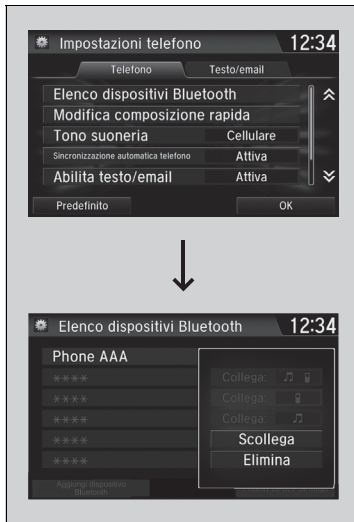 Impostazioni telefono 12:34
Telefono Testo/email
Elenco dispositivi Bluetooth
Modifica composizione rapida
Tono suoneria Cellulare
Sincronizzazione automatica telefono Attiva
Abilita testo/email Attiva
Predefinito OK
Elenco dispositivi Bluetooth 12:34
Phone AAA
**** Collega:
**** Collega:
**** Collega:
**** Scollega
**** Elimina
Aggiungi dispositivo
Bluetooth